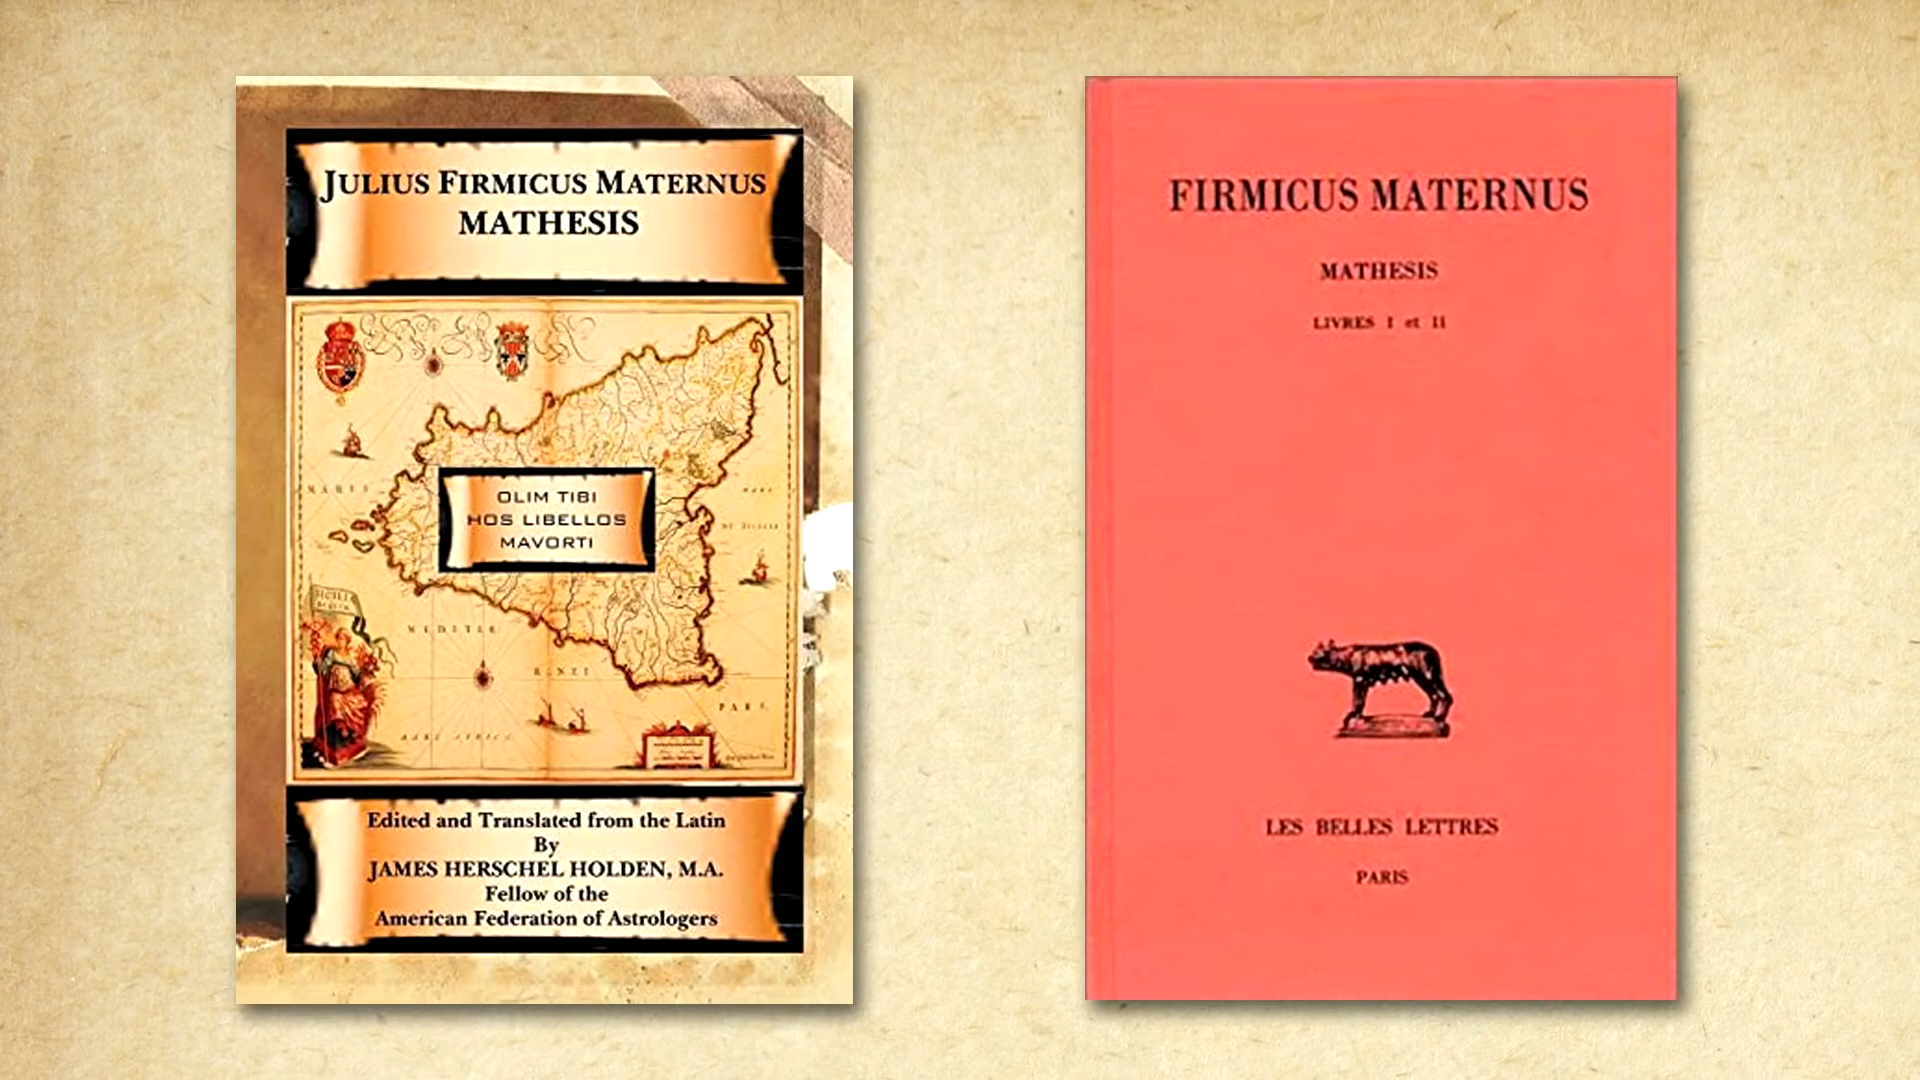 JULIUS FIRMICUS MATERNUS
MATHESIS
OLIM TIBI
HOS LIBELLOS
MAVORTI
Edited and Translated from the Latin
By
JAMES HERSCHEL HOLDEN, M.A.
Fellow of the
American Federation of Astrologers
FIRMICUS MATERNUS
MATHESIS
LIVRES I et II
LES BELLES LETTRES
PARIS